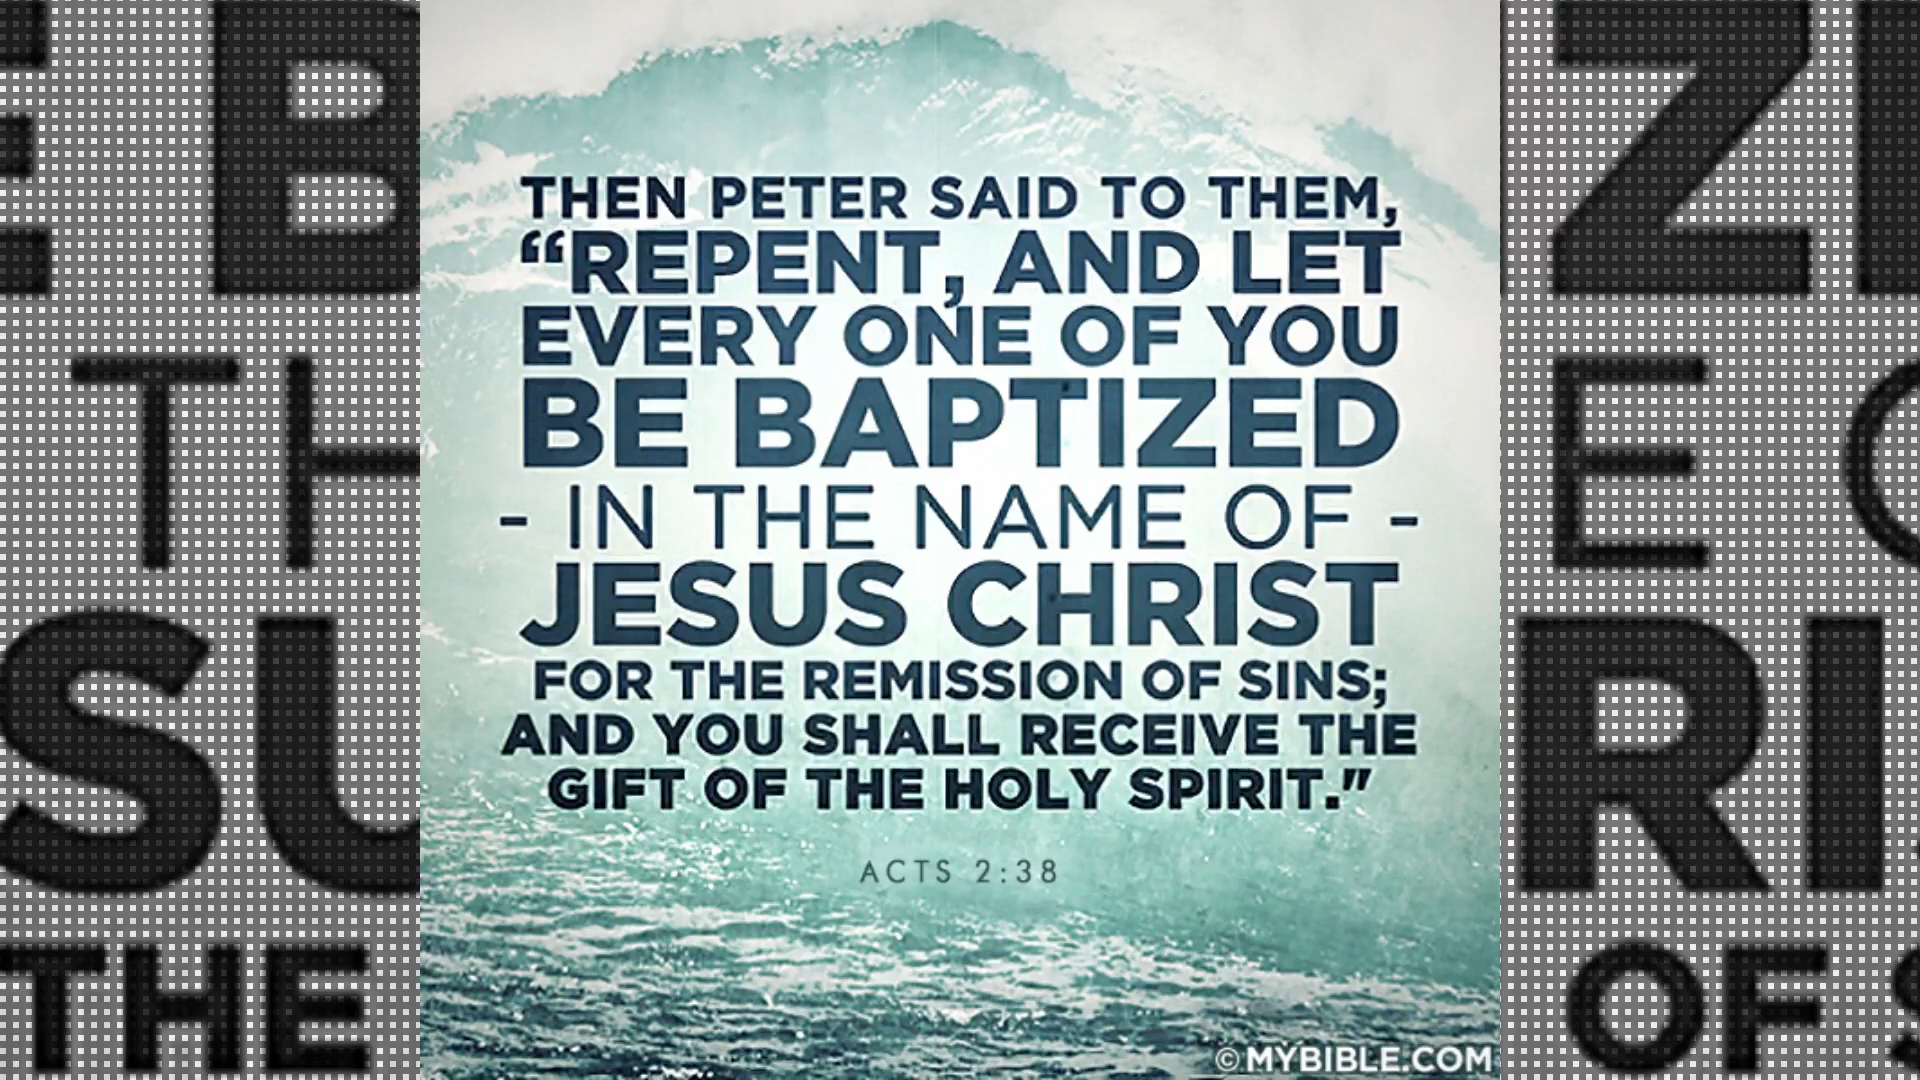 THEN PETER SAID TO THEM,
“REPENT, AND LET
EVERY ONE OF YOU
BE BAPTIZED
- IN THE NAME OF -
JESUS CHRIST
FOR THE REMISSION OF SINS;
AND YOU SHALL RECEIVE THE
GIFT OF THE HOLY SPIRIT."
ACTS 2:38
© MYBIBLE.COM